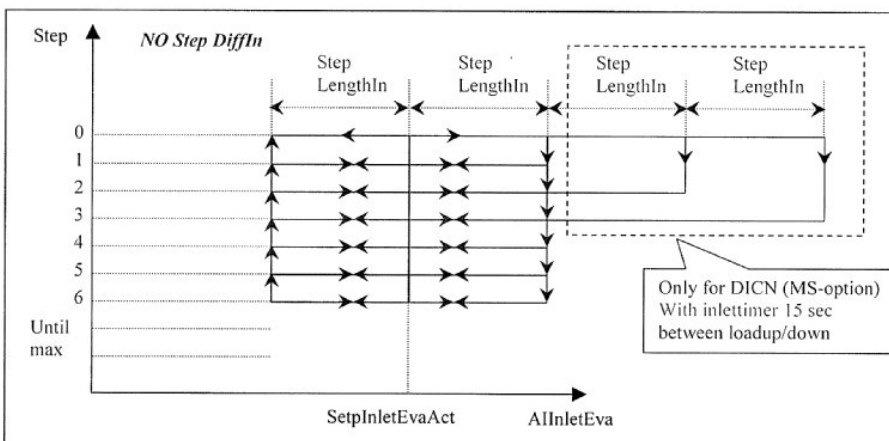 Step
NO Step DiffIn
Step
LengthIn
Step
LengthIn
Step
LengthIn
Step
LengthIn
0
1
2
3
4
5
6
Until
max
Only for DICN (MS-option)
With inlettimer 15 sec
between loadup/down
SetpInletEvaAct
AIInletEva